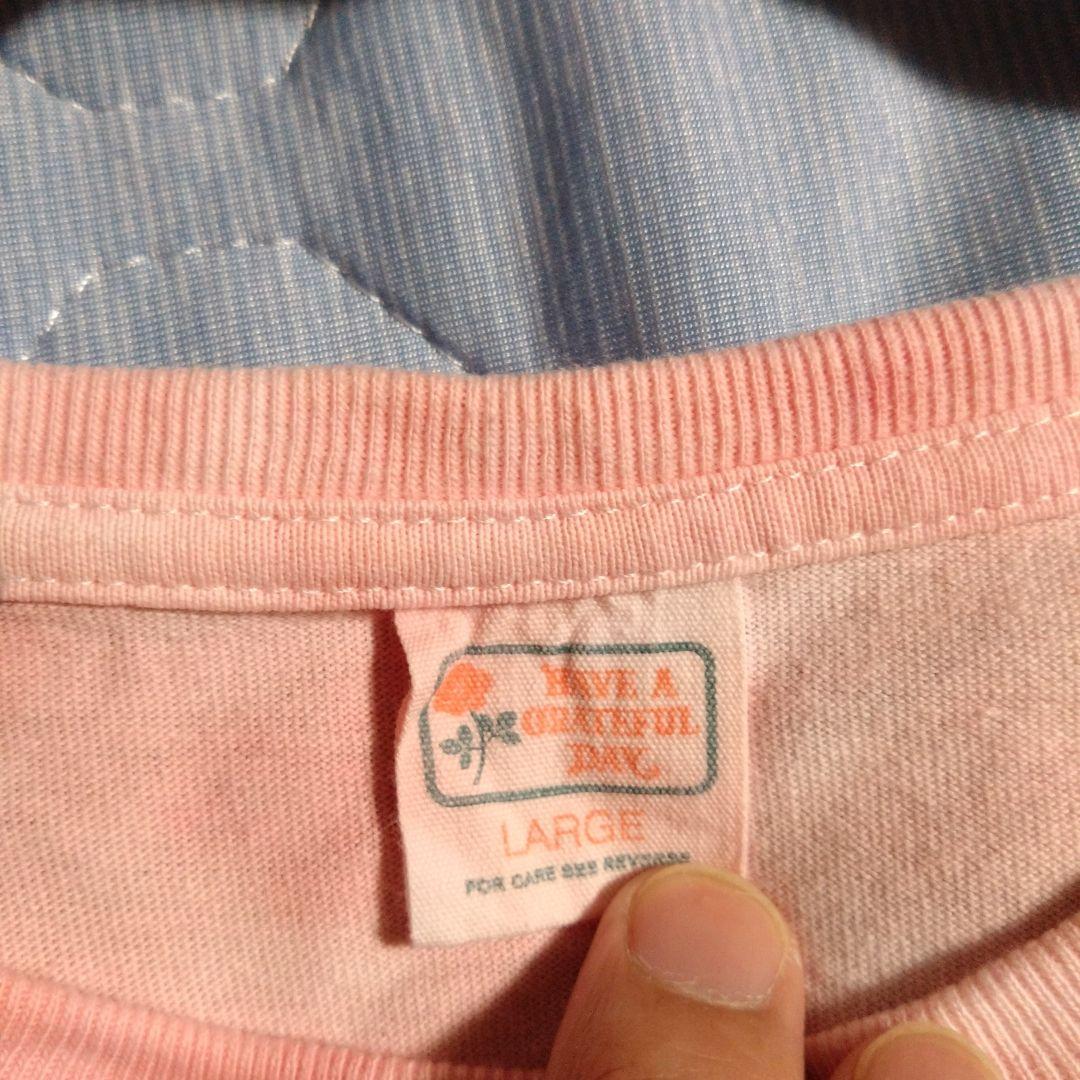 HAVE A
GRATEFUL
DAY
LARGE
FOR CARE SEE REVERSE